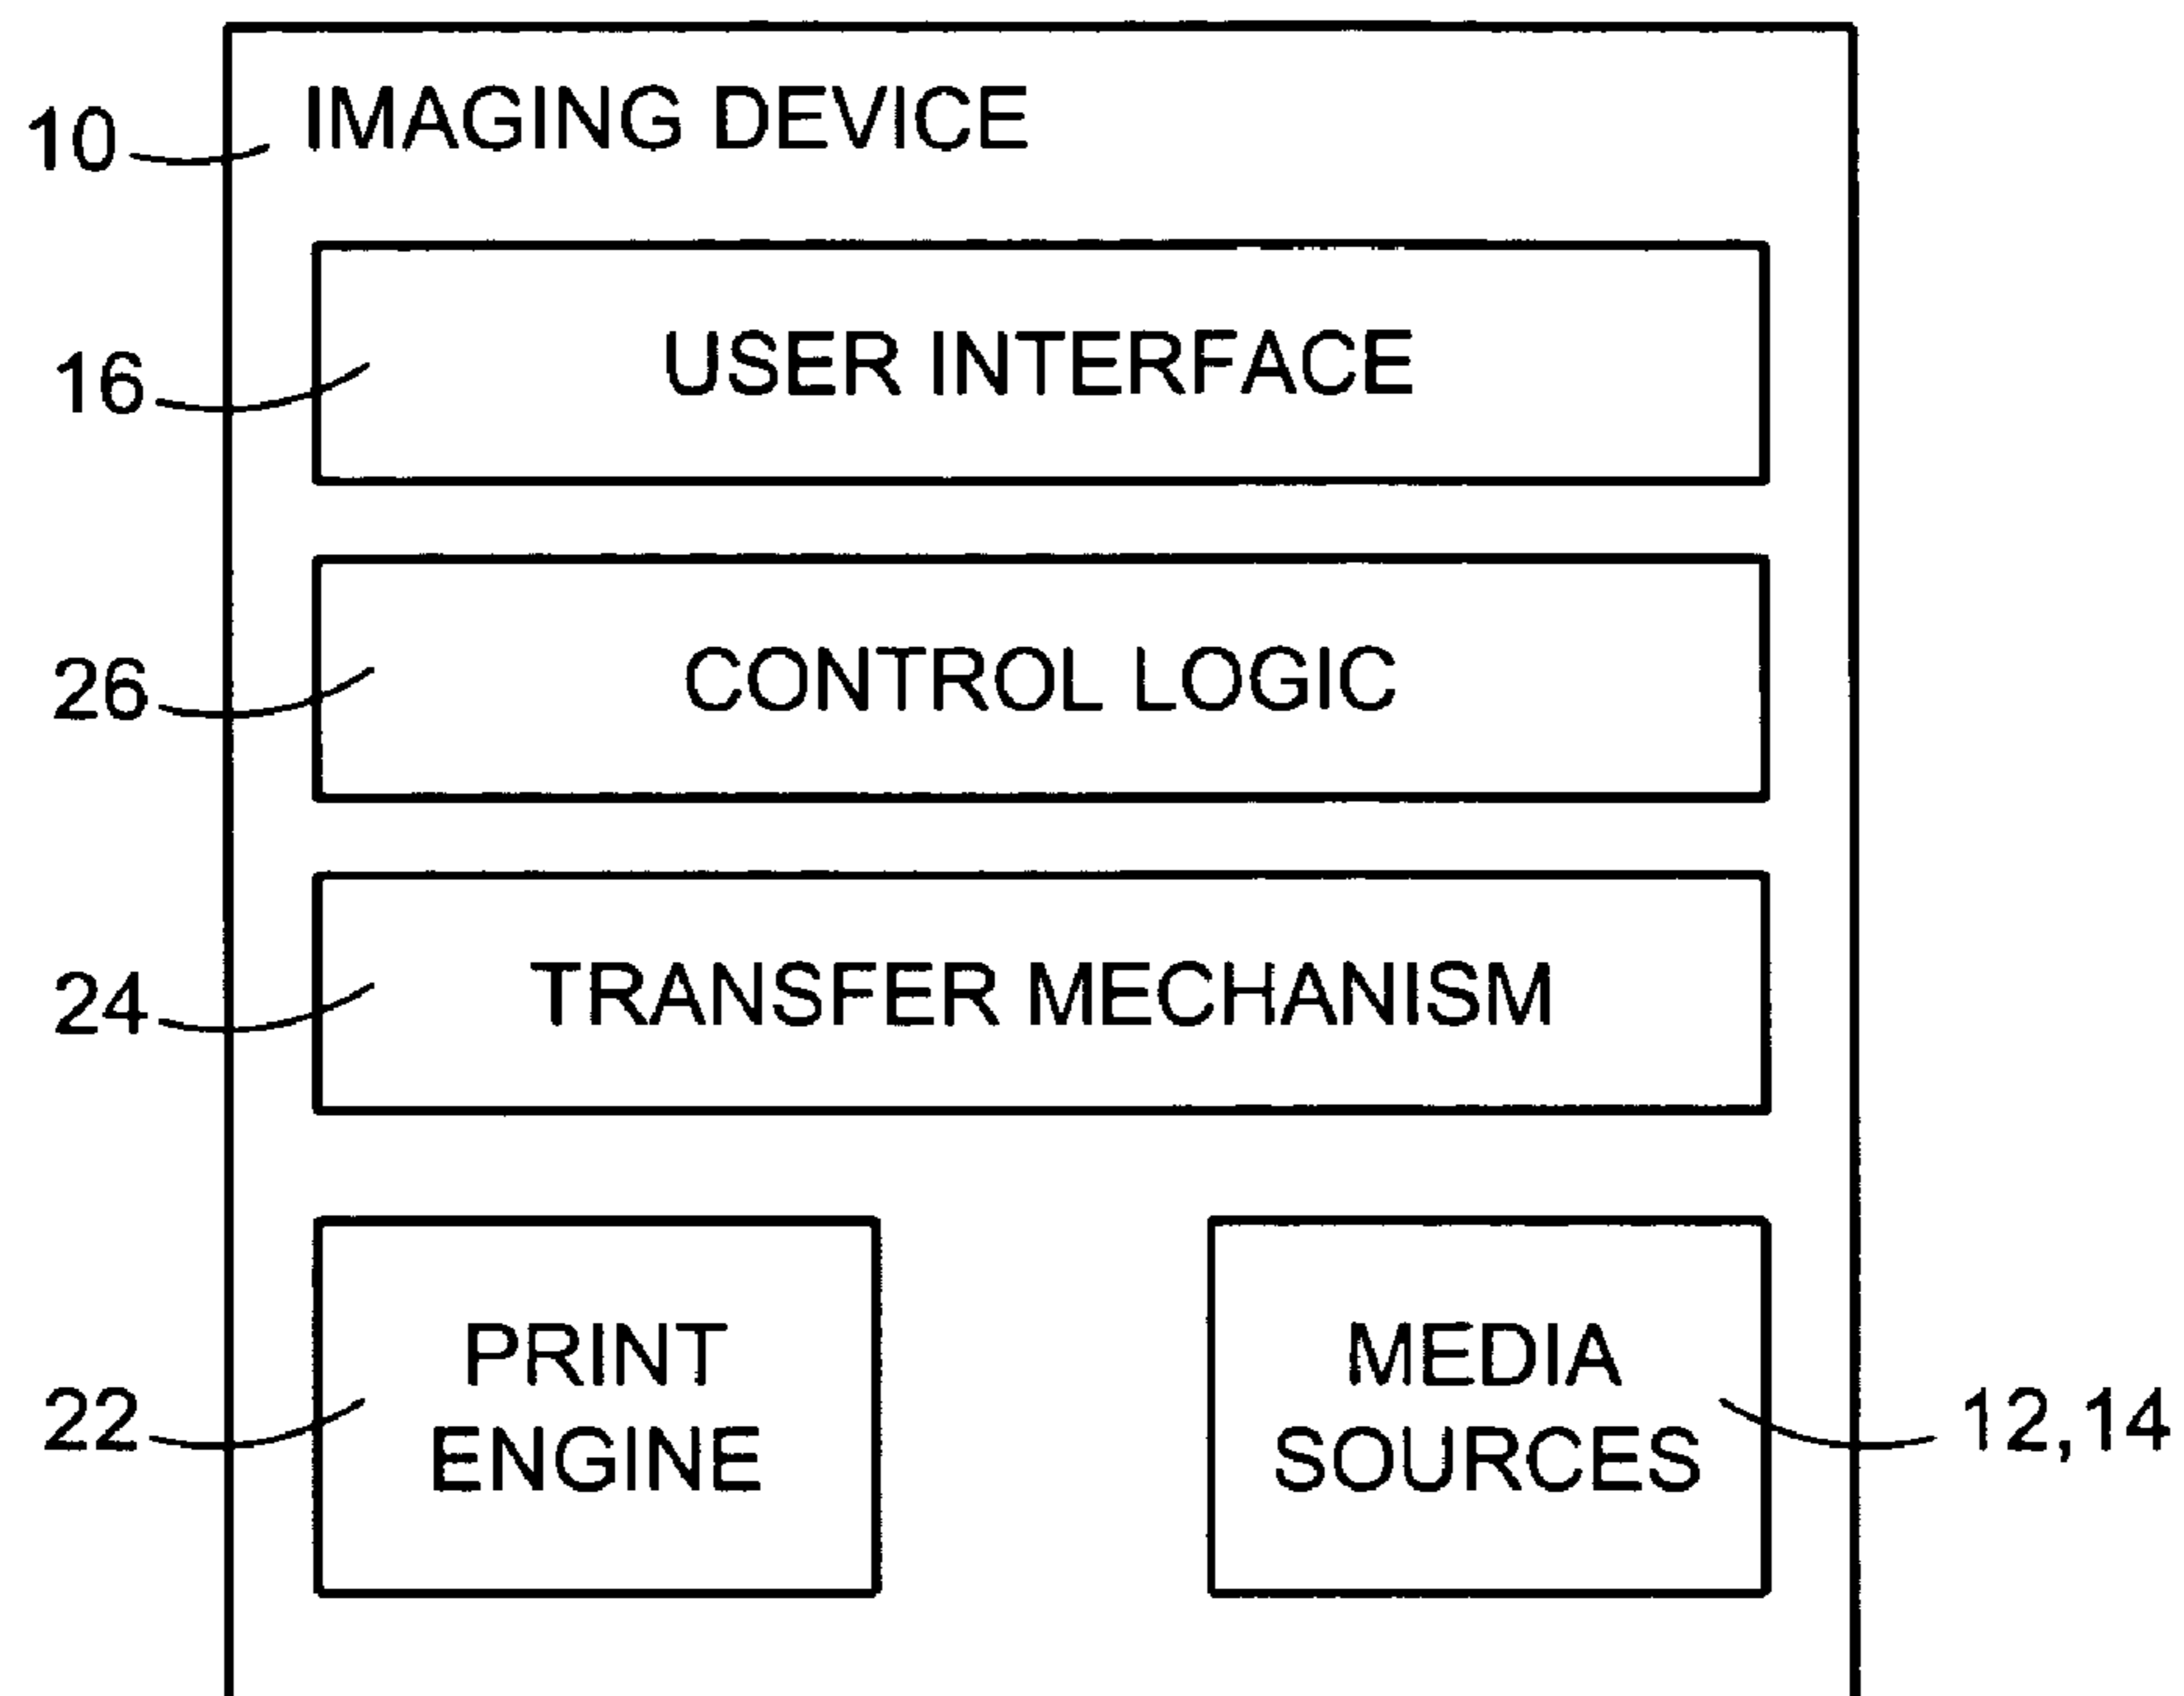 10 IMAGING DEVICE
16 USER INTERFACE
26 CONTROL LOGIC
24 TRANSFER MECHANISM
22 PRINT ENGINE
MEDIA SOURCES 12,14